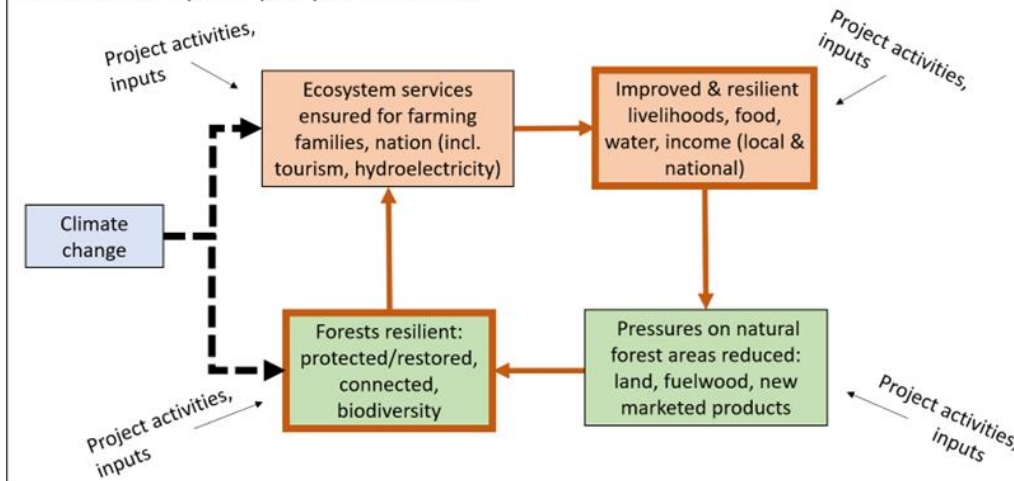 Project activities,
inputs
Project activities,
inputs
Ecosystem services
ensured for farming
families, nation (incl.
tourism, hydroelectricity)
Improved & resilient
livelihoods, food,
water, income (local &
national)
Climate
change
Forests resilient:
protected/restored,
connected,
biodiversity
Pressures on natural
forest areas reduced:
land, fuelwood, new
marketed products
Project activities,
inputs
Project activities,
inputs